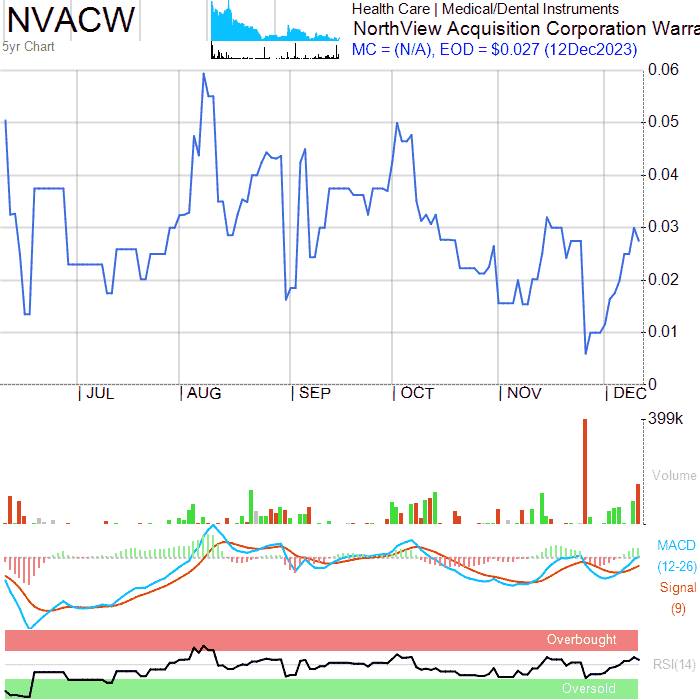 NVACW
5yr Chart
Health Care | Medical/Dental Instruments
NorthView Acquisition Corporation Warra
MC = (N/A), EOD = $0.027 (12Dec2023)
0.06
0.05
0.04
0.03
0.02
0.01
0
| JUL | AUG | SEP | OCT | NOV | DEC
399k
Volume
MACD
(12-26)
Signal
(9)
Overbought
RSI(14)
Oversold